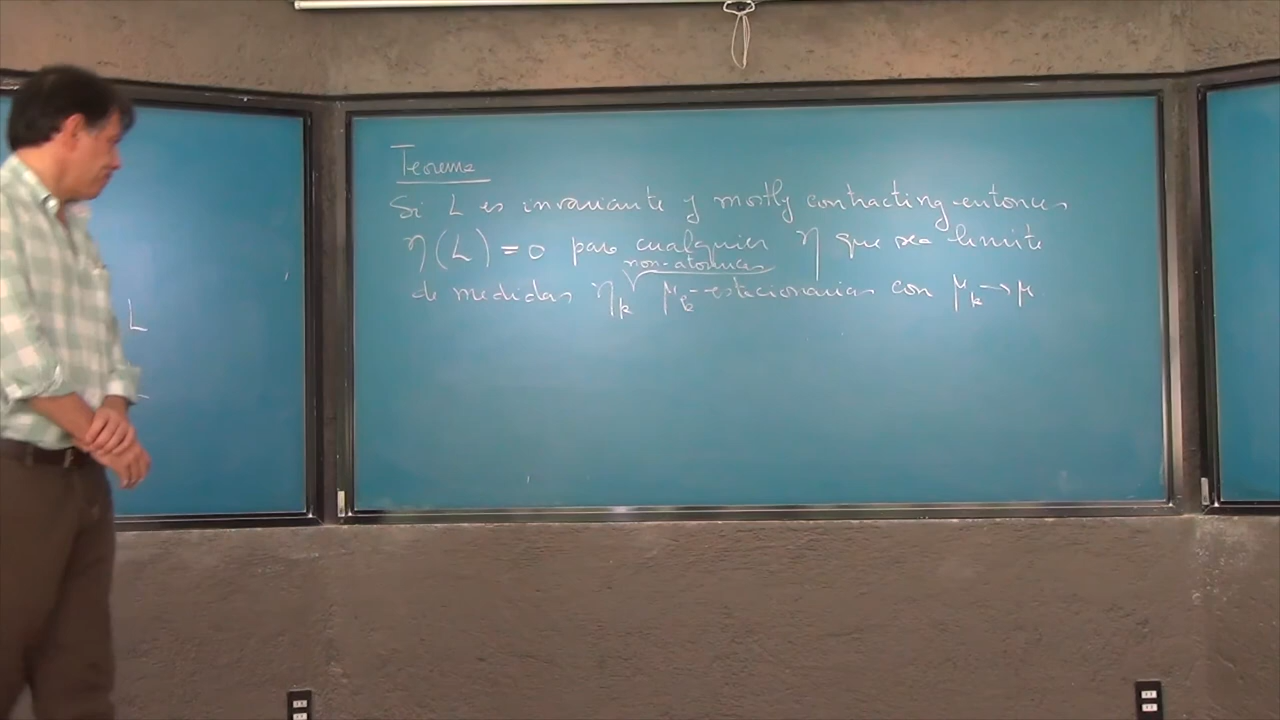 Teorema
Si L es invariante y mostly contracting entonces
η(L) = 0 para cualquier η que sea limite
non-atomicas
de medidas η_k √ μ_k-estacionarias con μ_k → μ
L